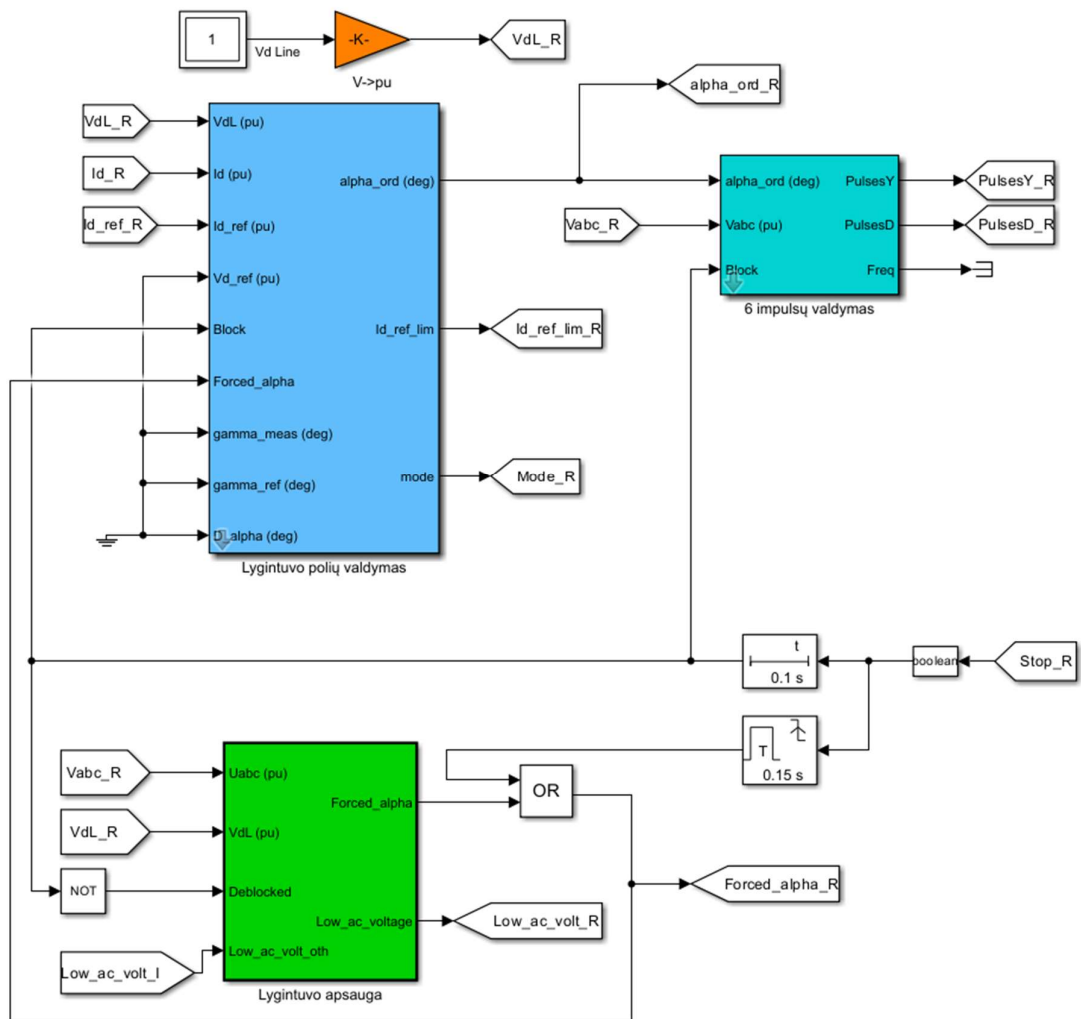 1
Vd Line
-K-
V->pu
VdL_R
alpha_ord_R
VdL_R
Id_R
Id_ref_R
VdL (pu)
Id (pu)
Id_ref (pu)
Vd_ref (pu)
Block
Forced_alpha
gamma_meas (deg)
gamma_ref (deg)
D_alpha (deg)
alpha_ord (deg)
Id_ref_lim
mode
Lygintuvo polių valdymas
Id_ref_lim_R
Mode_R
Vabc_R
alpha_ord (deg)
Vabc (pu)
Block
PulsesY
PulsesD
Freq
6 impulsų valdymas
PulsesY_R
PulsesD_R
t
0.1 s
boolean
Stop_R
T
0.15 s
Vabc_R
VdL_R
NOT
Low_ac_volt_I
Uabc (pu)
VdL (pu)
Deblocked
Low_ac_volt_oth
Forced_alpha
Low_ac_voltage
Lygintuvo apsauga
OR
Forced_alpha_R
Low_ac_volt_R